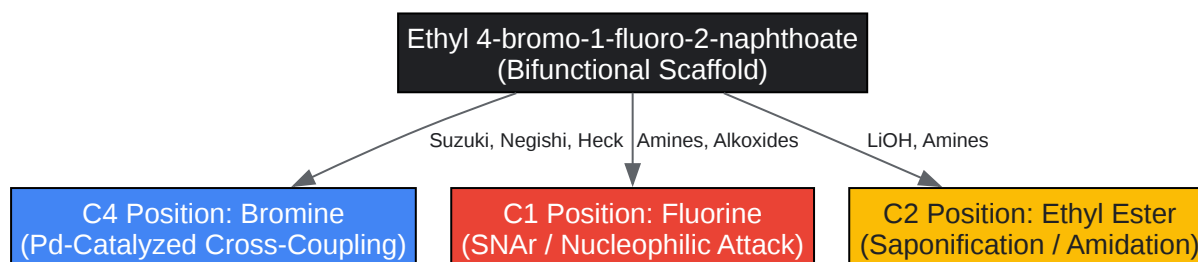 Ethyl 4-bromo-1-fluoro-2-naphthoate
(Bifunctional Scaffold)
Suzuki, Negishi, Heck
Amines, Alkoxides
LiOH, Amines
C4 Position: Bromine
(Pd-Catalyzed Cross-Coupling)
C1 Position: Fluorine
(SNAr / Nucleophilic Attack)
C2 Position: Ethyl Ester
(Saponification / Amidation)